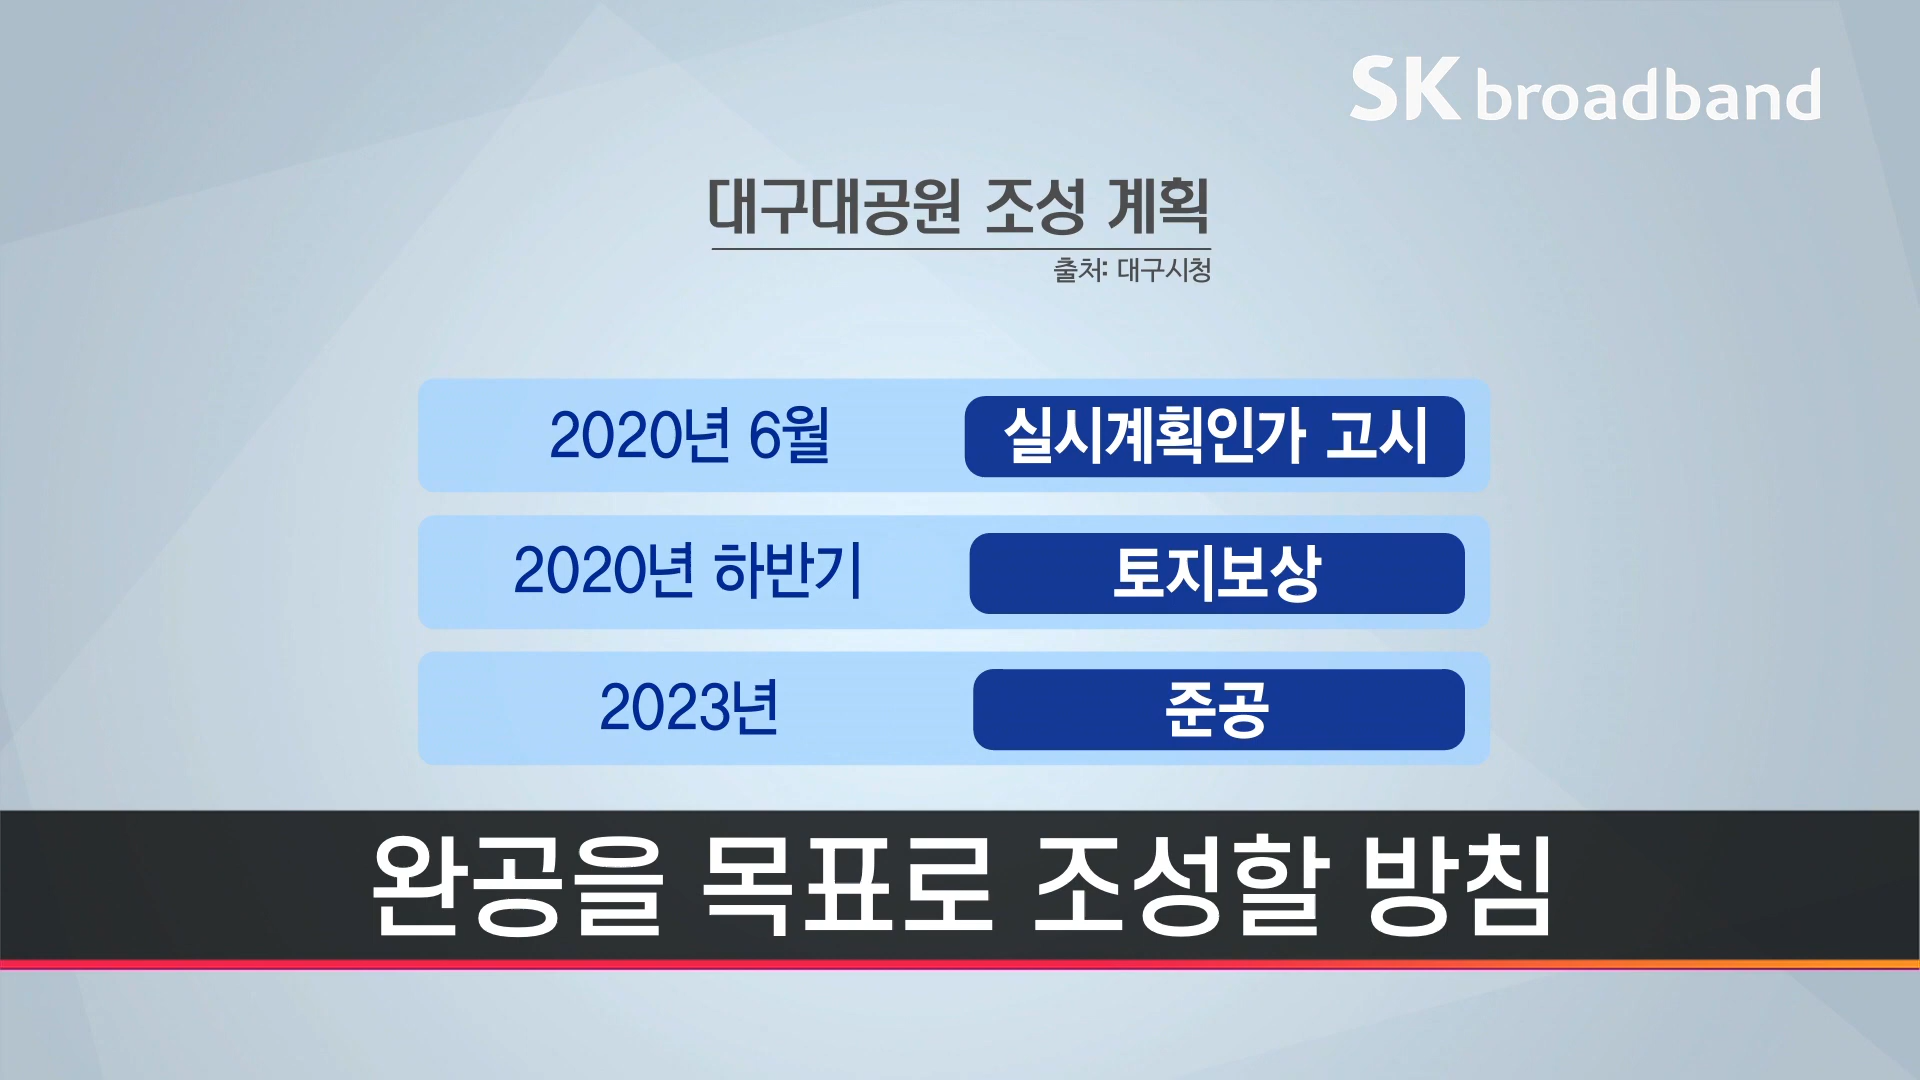 SK broadband
대구대공원 조성 계획
출처: 대구시청
2020년 6월 실시계획인가 고시
2020년 하반기 토지보상
2023년 준공
완공을 목표로 조성할 방침